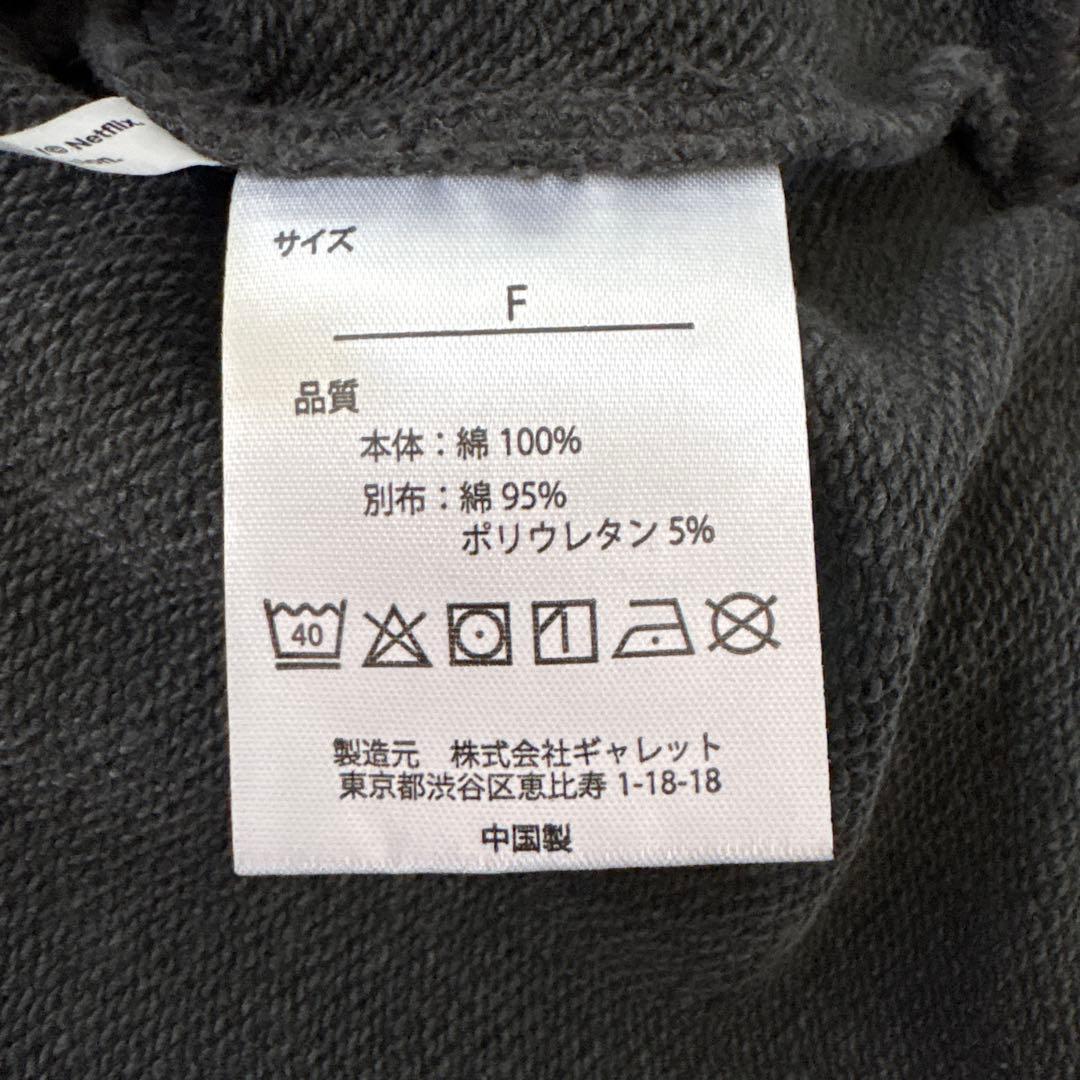 © Netflix.
サイズ
F
品質
本体：綿 100%
別布：綿 95%
ポリウレタン 5%
40
製造元　株式会社ギャレット
東京都渋谷区恵比寿 1-18-18
中国製